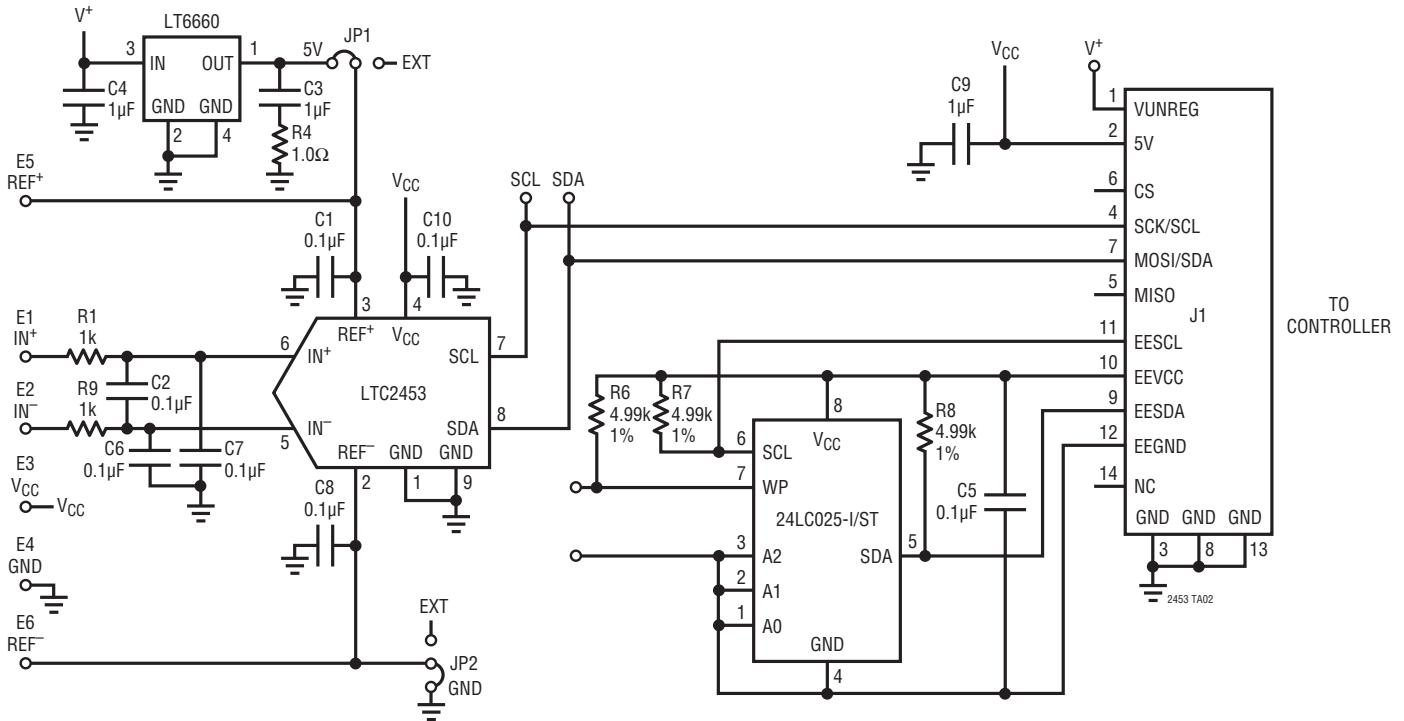 V+
LT6660
3
IN
OUT
1
5V
JP1
EXT
C4
1µF
GND
GND
2
4
C3
1µF
R4
1.0Ω
E5
REF+
C1
0.1µF
VCC
C10
0.1µF
SCL
SDA
3
4
REF+
VCC
E1
IN+
R1
1k
6
IN+
SCL
7
E2
IN−
R9
1k
C2
0.1µF
LTC2453
5
IN−
SDA
8
C6
0.1µF
C7
0.1µF
REF−
GND
GND
2
1
9
E3
VCC
VCC
C8
0.1µF
E4
GND
E6
REF−
EXT
JP2
GND
VCC
V+
C9
1µF
1
VUNREG
2
5V
6
CS
4
SCK/SCL
7
MOSI/SDA
5
MISO
J1
TO
CONTROLLER
11
EESCL
10
EEVCC
9
EESDA
12
EEGND
14
NC
GND
GND
GND
3
8
13
2453 TA02
R6
4.99k
1%
R7
4.99k
1%
8
VCC
R8
4.99k
1%
6
SCL
7
WP
24LC025-I/ST
C5
0.1µF
3
A2
SDA
5
2
A1
1
A0
GND
4